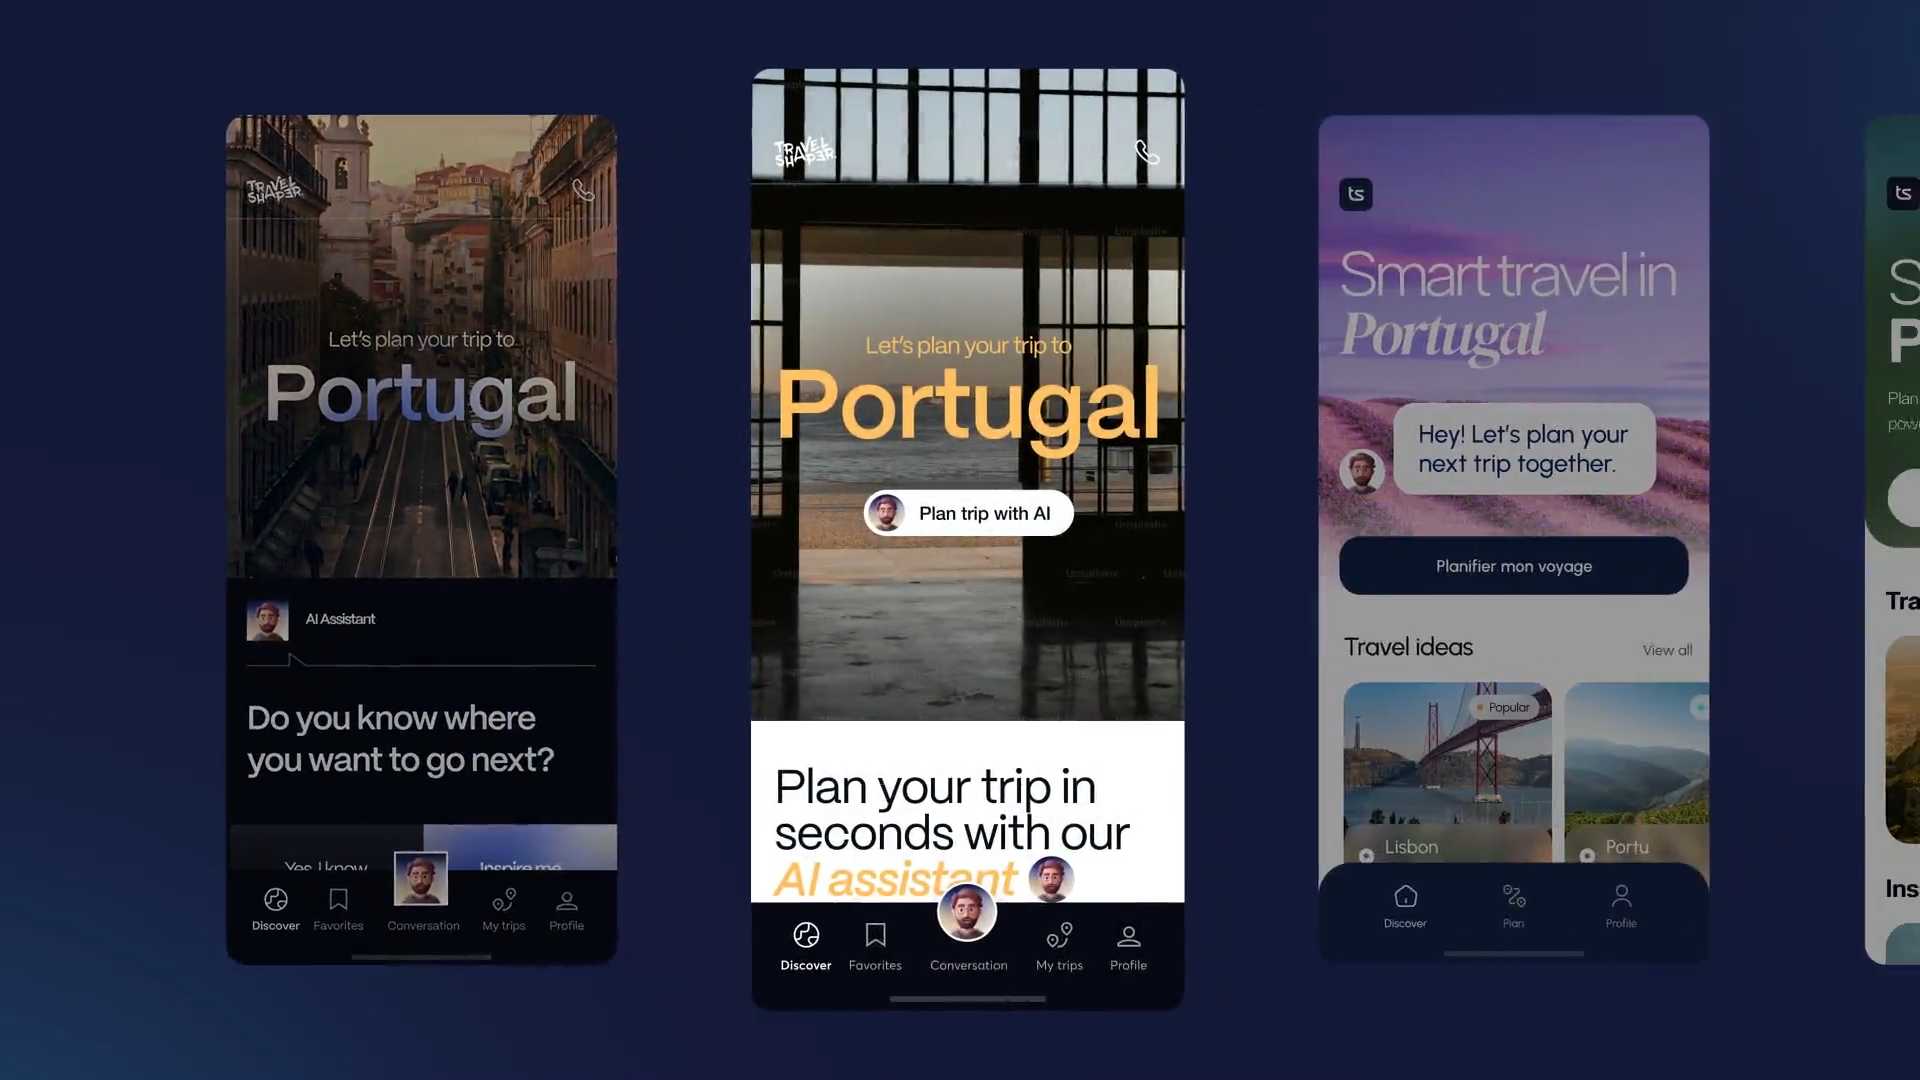 TRAVEL
SHAPER
Let's plan your trip to
Portugal
AI Assistant
Do you know where
you want to go next?
Yes, I know
Inspire me
Discover
Favorites
Conversation
My trips
Profile
TRAVEL
SHAPER
Let's plan your trip to
Portugal
Plan trip with AI
Plan your trip in
seconds with our
AI assistant
Discover
Favorites
Conversation
My trips
Profile
ts
Smart travel in
Portugal
Hey! Let's plan your
next trip together.
Planifier mon voyage
Travel ideas
View all
Popular
Lisbon
Portu
Discover
Plan
Profile
ts
S
P
Plan
powe
Tra
Ins